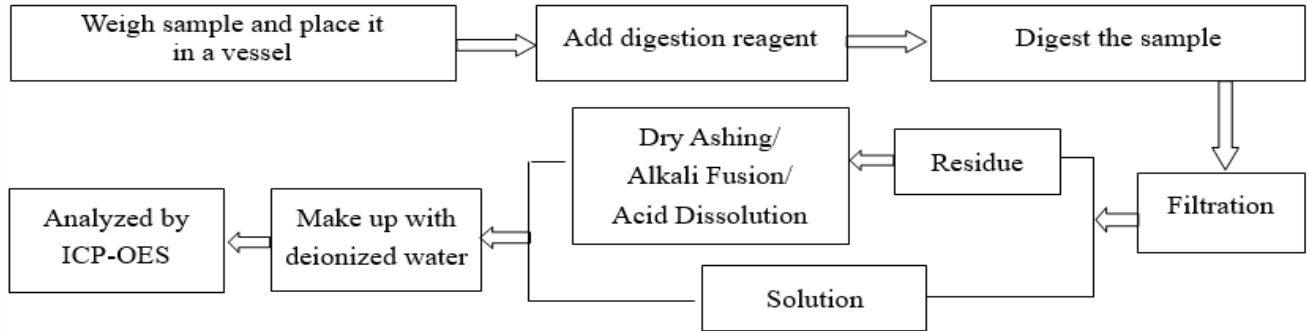 Weigh sample and place it
in a vessel
Add digestion reagent
Digest the sample
Filtration
Residue
Dry Ashing/
Alkali Fusion/
Acid Dissolution
Solution
Make up with
deionized water
Analyzed by
ICP-OES